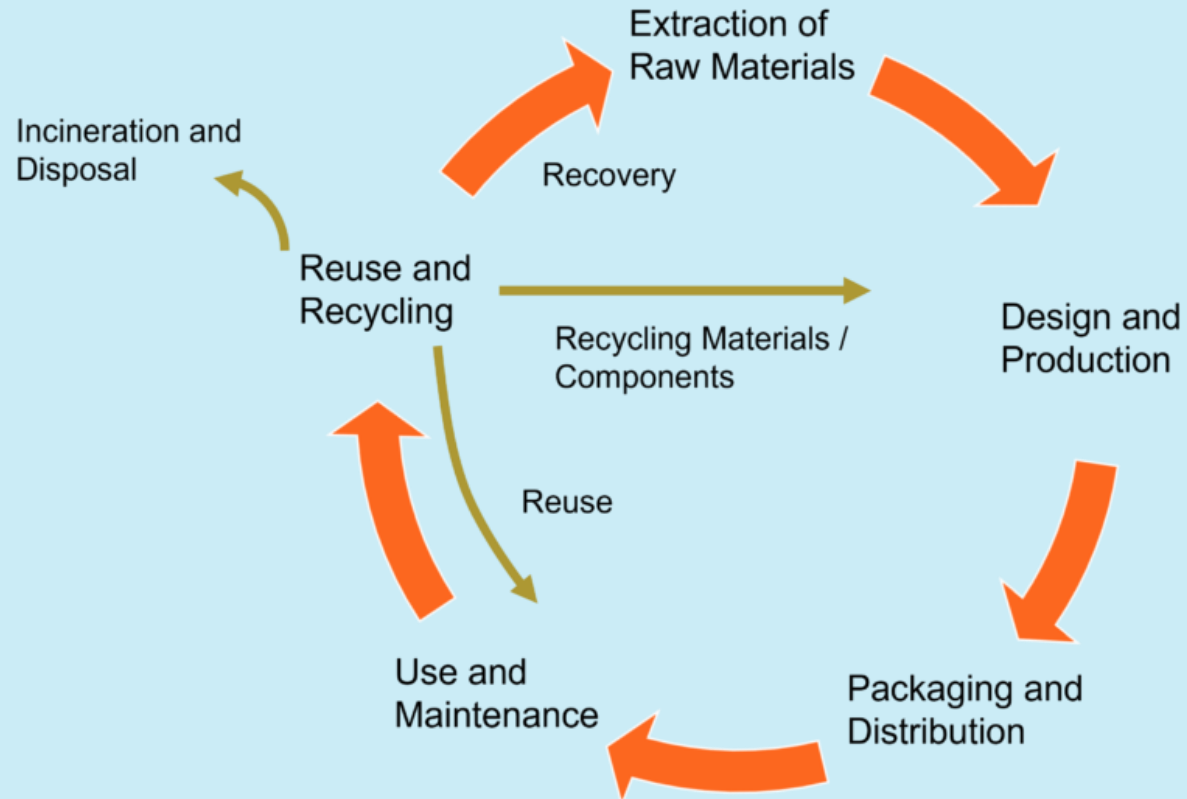 Extraction of
Raw Materials
Incineration and
Disposal
Recovery
Reuse and
Recycling
Recycling Materials /
Components
Design and
Production
Reuse
Use and
Maintenance
Packaging and
Distribution